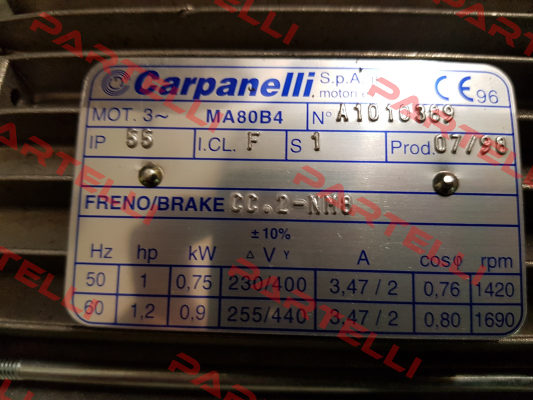 Carpanelli S.p.A
motori
CE 96
MOT. 3~ MA80B4 N° A1010369
IP 55 I.CL. F S 1 Prod. 07/98
FRENO/BRAKE CC.2-NM8
±10%
Hz hp kW △ V Y A cosφ rpm
50 1 0,75 230/400 3,47/2 0,76 1420
60 1,2 0,9 255/440 3,47/2 0,80 1690
PARTELLI
PARTELLI
PARTELLI
PARTELLI
PARTELLI